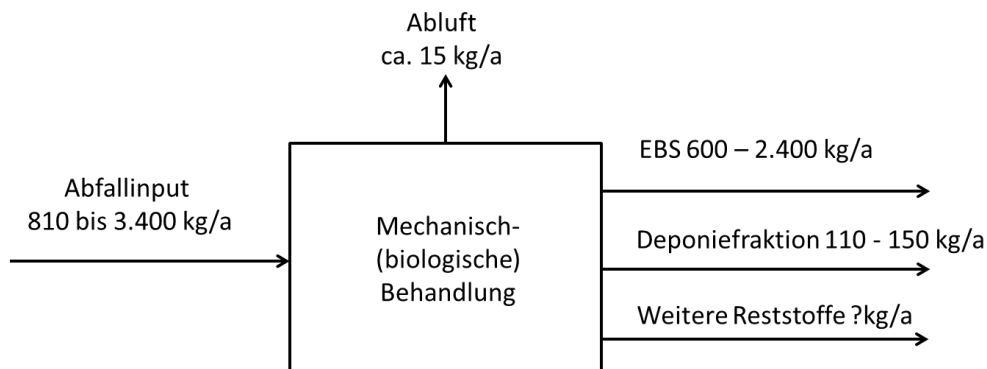 Abluft
ca. 15 kg/a
EBS 600 – 2.400 kg/a
Abfallinput
810 bis 3.400 kg/a
Mechanisch-
(biologische)
Behandlung
Deponiefraktion 110 - 150 kg/a
Weitere Reststoffe ?kg/a